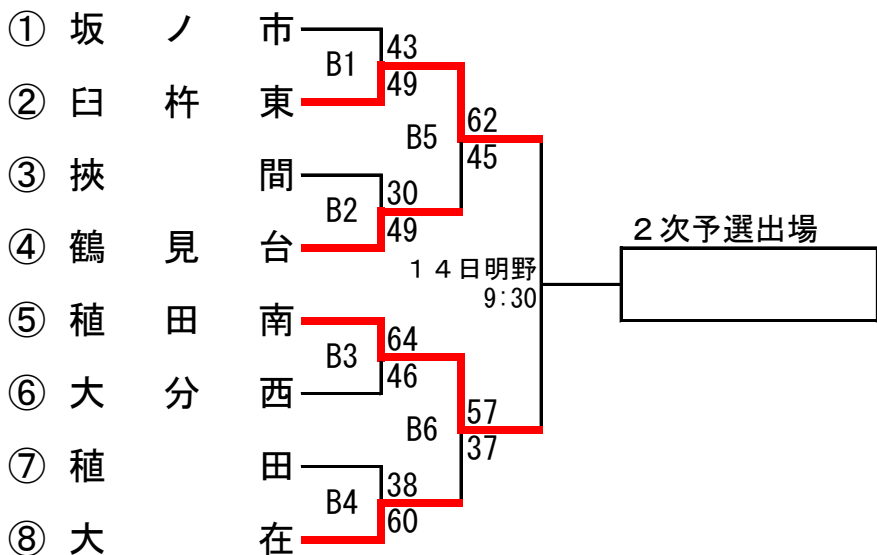 ① 坂ノ市
B1
43
49
② 臼杵東
B5
62
45
③ 挾間
B2
30
49
④ 鶴見台
２次予選出場
１４日明野
9:30
⑤ 稙田南
B3
64
46
⑥ 大分西
B6
57
37
⑦ 稙田
B4
38
60
⑧ 大在